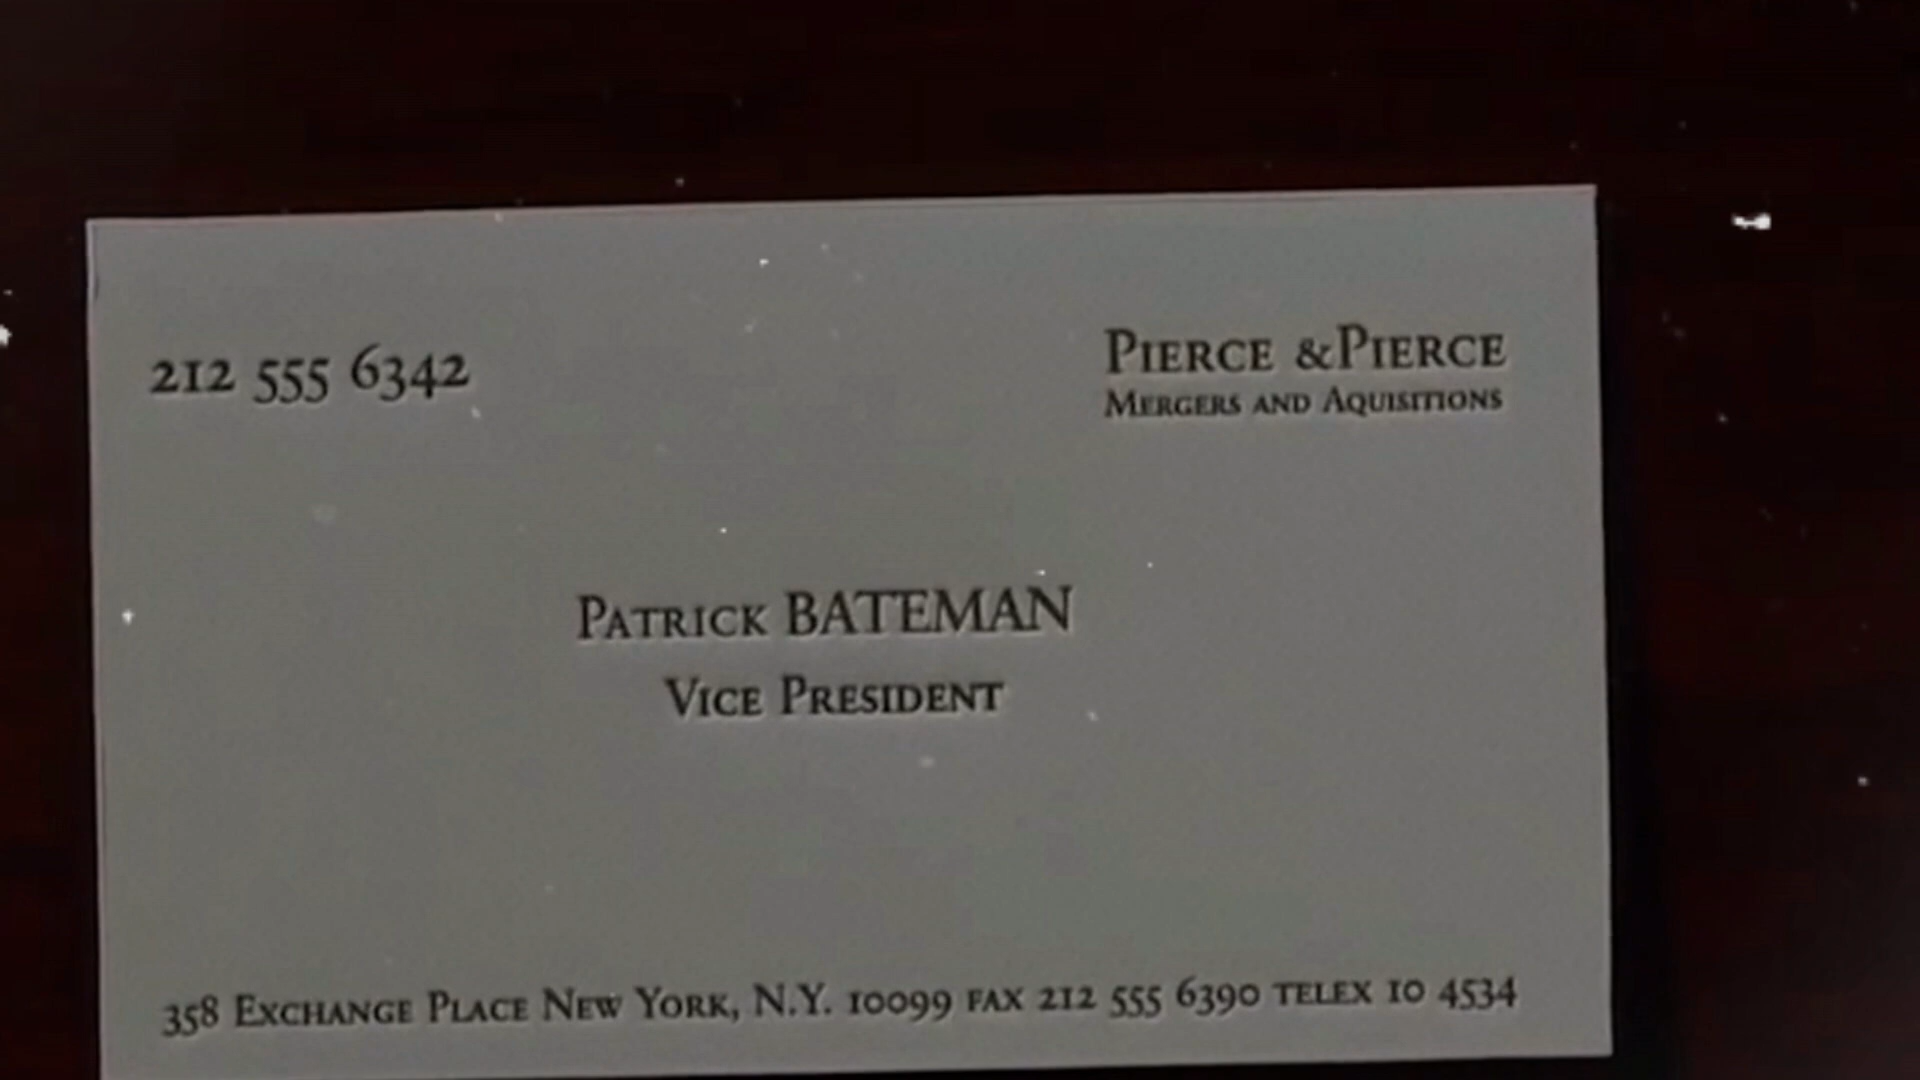 212 555 6342
PIERCE & PIERCE
MERGERS AND AQUISITIONS
PATRICK BATEMAN
VICE PRESIDENT
358 EXCHANGE PLACE NEW YORK, N.Y. 10099 FAX 212 555 6390 TELEX 10 4534